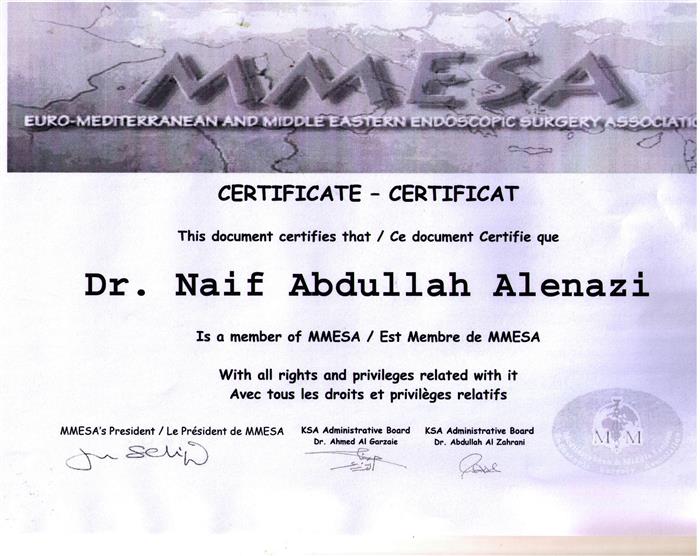 MMESA
EURO-MEDITERRANEAN AND MIDDLE EASTERN ENDOSCOPIC SURGERY ASSOCIATIO
CERTIFICATE - CERTIFICAT
This document certifies that / Ce document Certifie que
Dr. Naif Abdullah Alenazi
Is a member of MMESA / Est Membre de MMESA
With all rights and privileges related with it
Avec tous les droits et privilèges relatifs
MMESA's President / Le Président de MMESA
KSA Administrative Board
Dr. Ahmed Al Garzaie
KSA Administrative Board
Dr. Abdullah Al Zahrani
M M